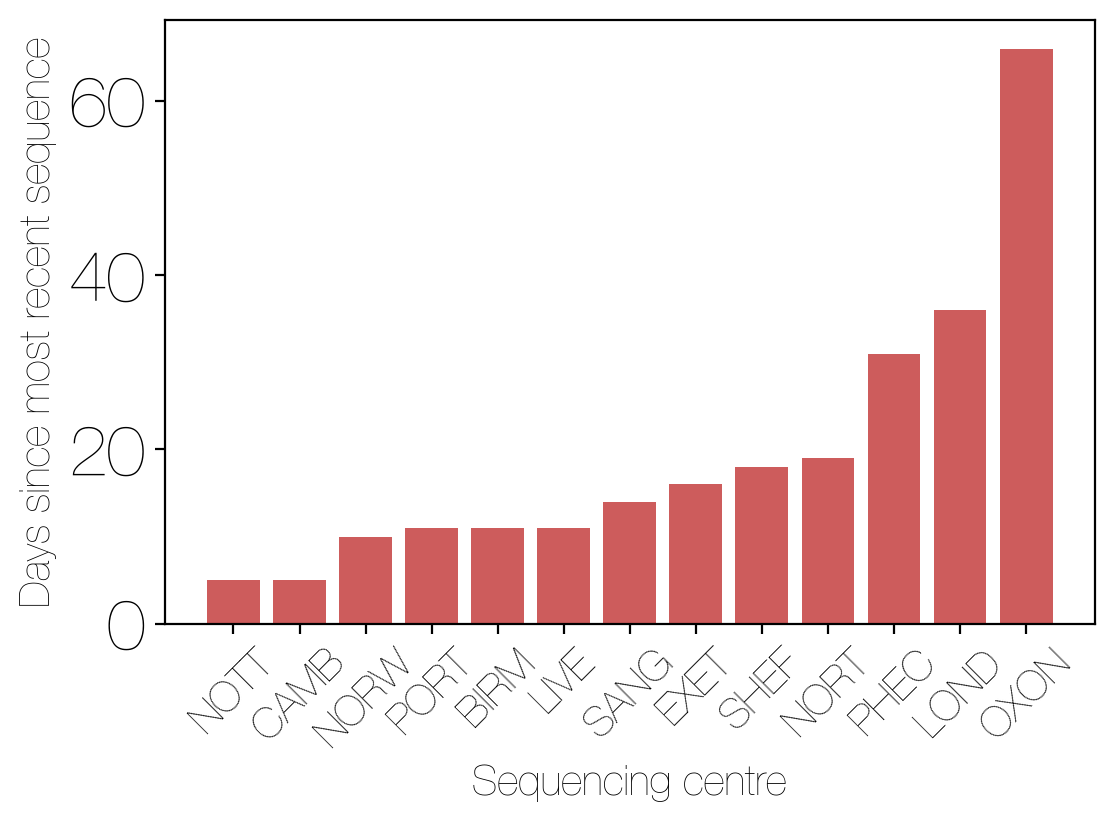 Days since most recent sequence
60
40
20
0
NOTT
CAMB
NORW
PORT
BIRM
LIVE
SANG
EXET
SHEF
NORT
PHEC
LOND
OXON
Sequencing centre